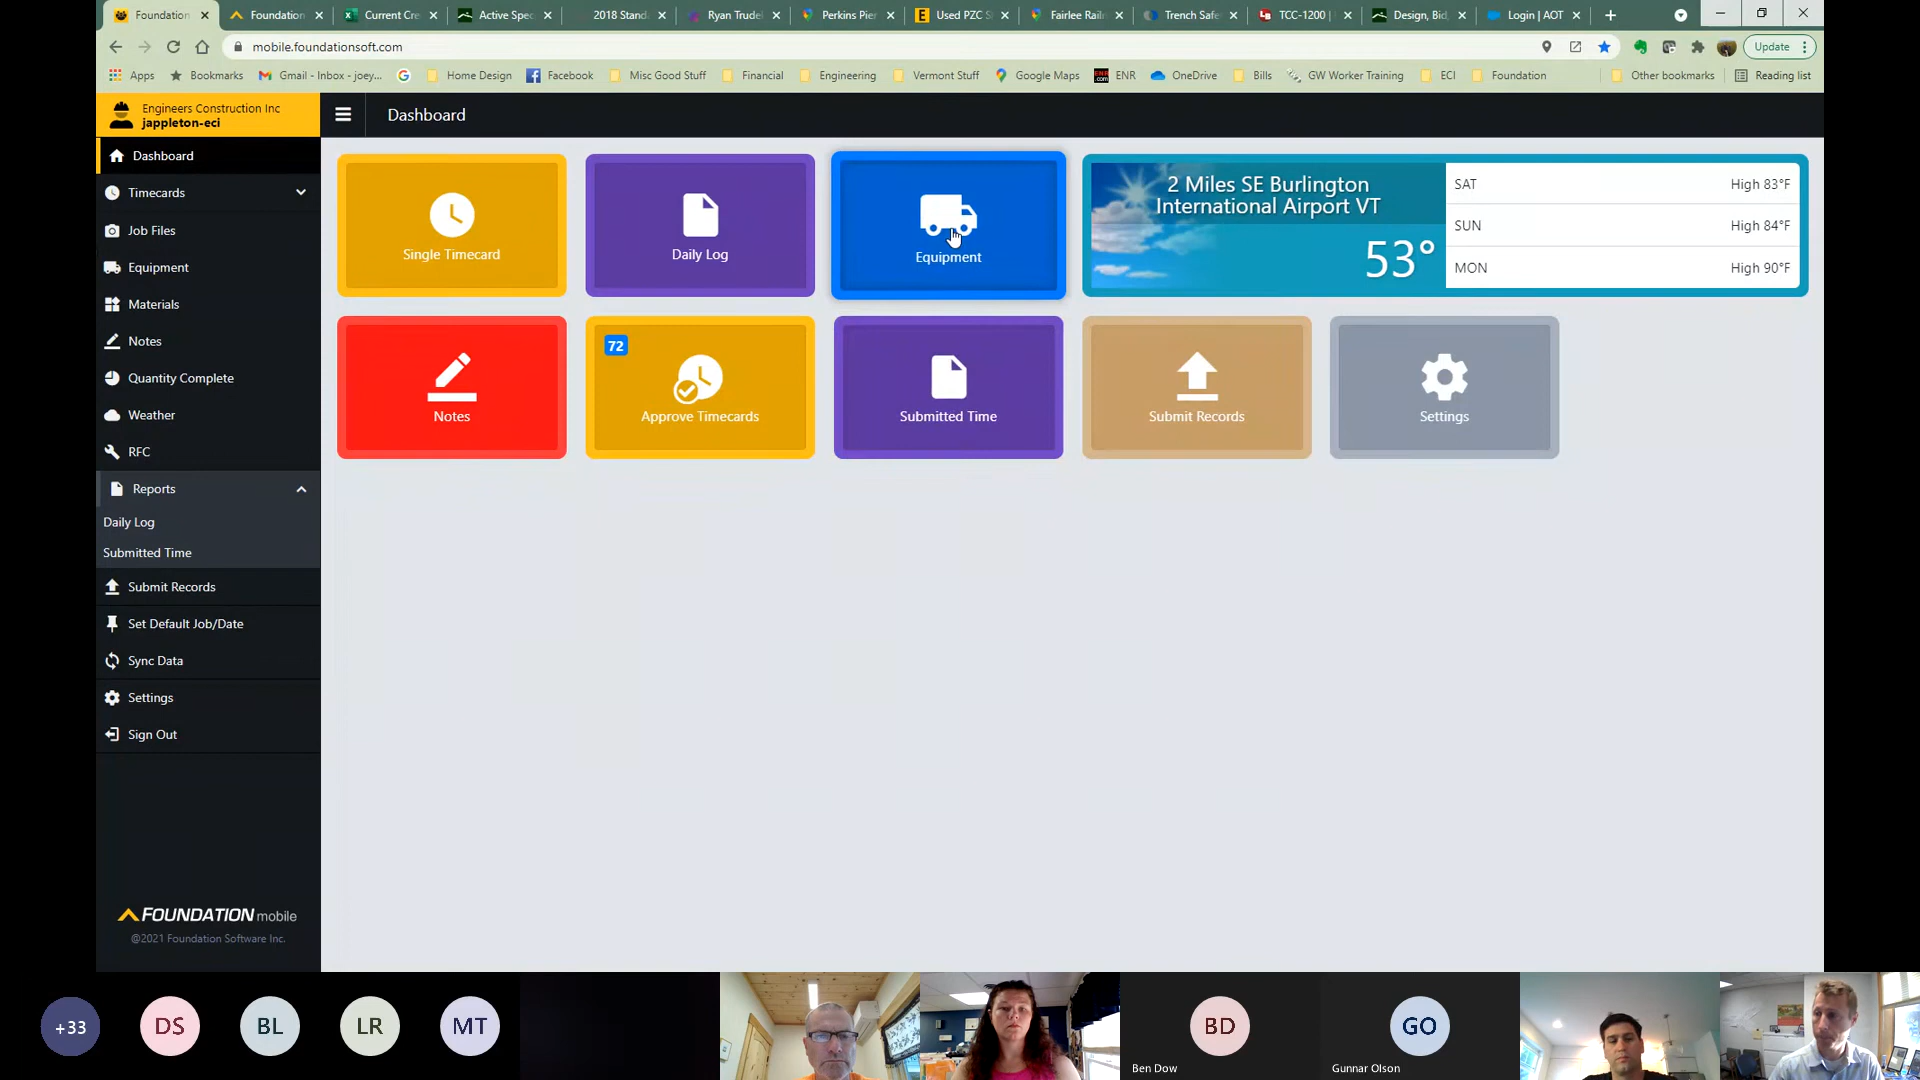 Foundation
Foundation
Current Cre
Active Spec
2018 Stand
Ryan Trudel
Perkins Pier
Used PZC S
Fairlee Rail
Trench Safe
TCC-1200 |
Design, Bid,
Login | AOT
mobile.foundationsoft.com
Update
Apps
Bookmarks
Gmail - Inbox - joey...
Home Design
Facebook
Misc Good Stuff
Financial
Engineering
Vermont Stuff
Google Maps
ENR
OneDrive
Bills
GW Worker Training
ECI
Foundation
Other bookmarks
Reading list
Engineers Construction Inc
jappleton-eci
Dashboard
Dashboard
Timecards
Job Files
Equipment
Materials
Notes
Quantity Complete
Weather
RFC
Reports
Daily Log
Submitted Time
Submit Records
Set Default Job/Date
Sync Data
Settings
Sign Out
FOUNDATION mobile
@2021 Foundation Software Inc.
Single Timecard
Daily Log
Equipment
2 Miles SE Burlington
International Airport VT
53°
SAT High 83°F
SUN High 84°F
MON High 90°F
Notes
72
Approve Timecards
Submitted Time
Submit Records
Settings
+33
DS
BL
LR
MT
BD
Ben Dow
GO
Gunnar Olson